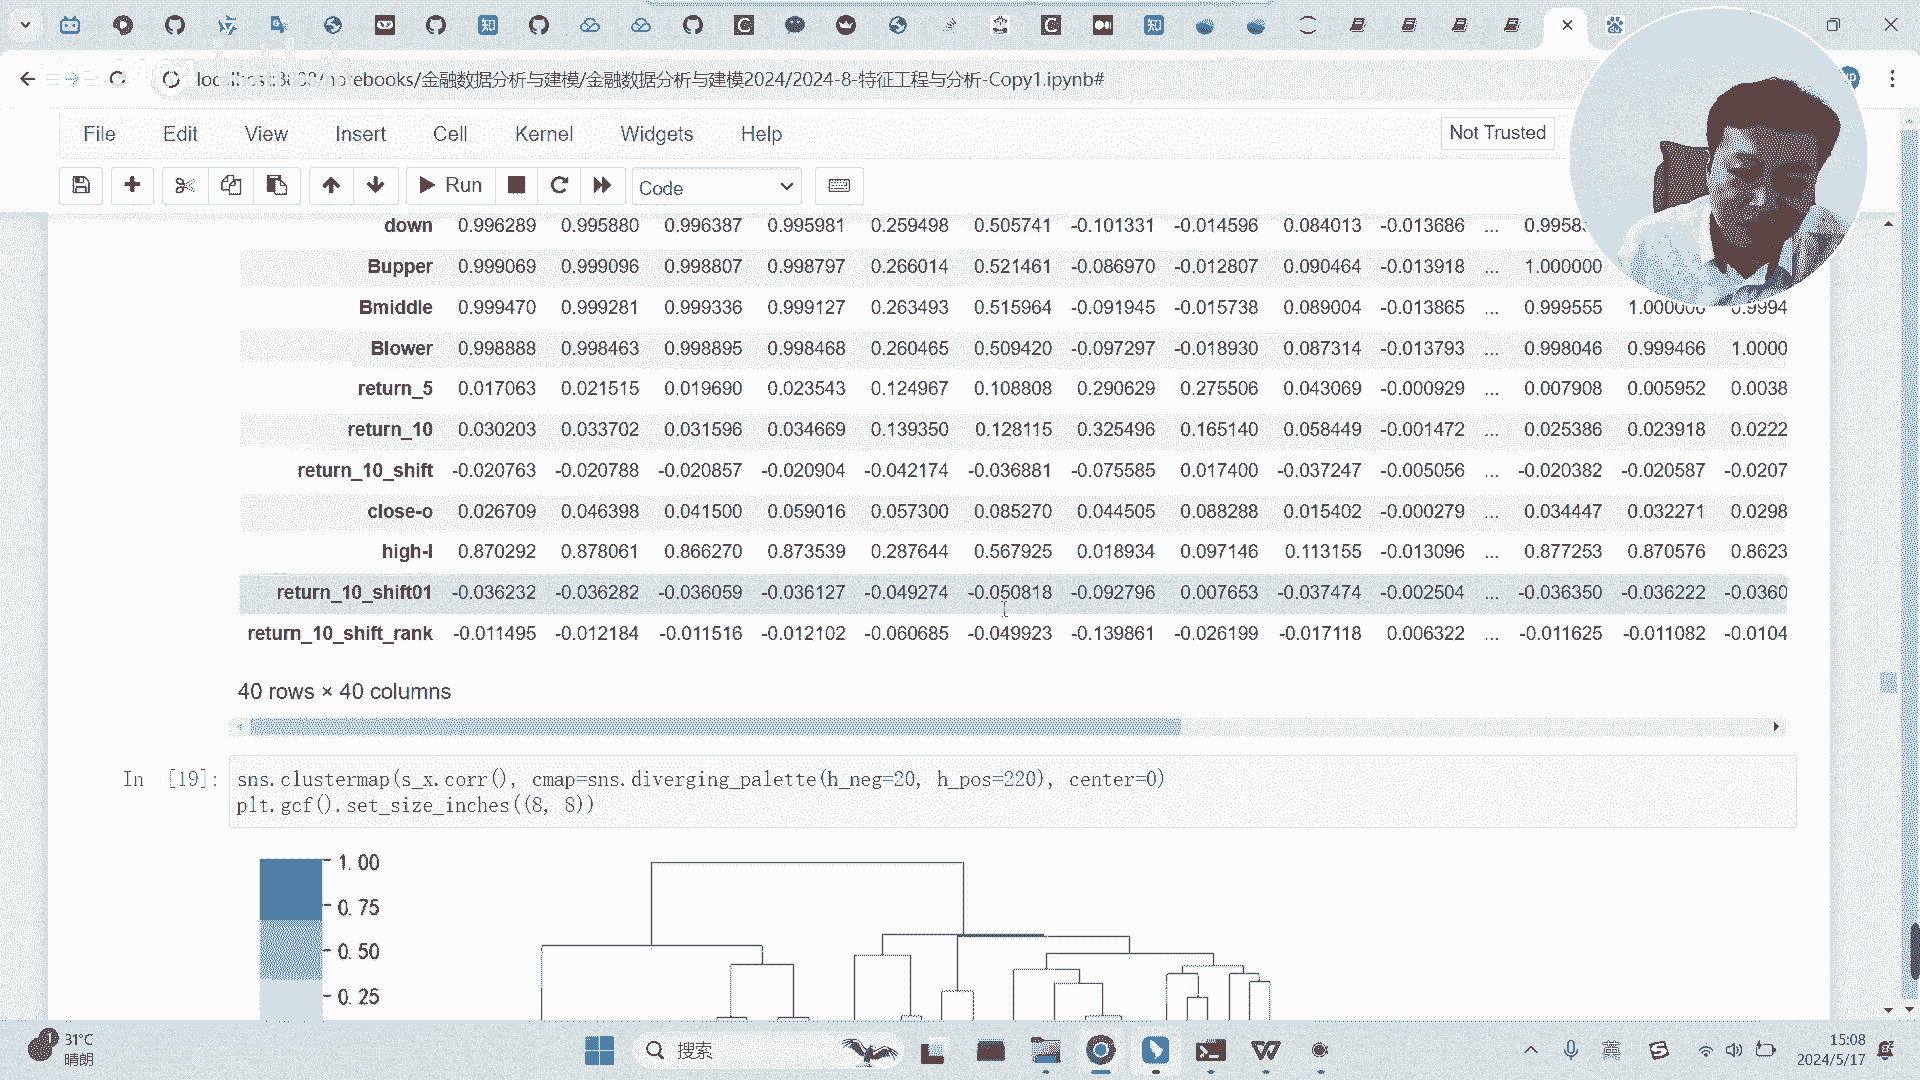 localhost:8888/notebooks/金融数据分析与建模/金融数据分析与建模2024/2024-8-特征工程与分析-Copy1.ipynb#
File Edit View Insert Cell Kernel Widgets Help Not Trusted
Run Code
down 0.996289 0.995880 0.996387 0.995981 0.259498 0.505741 -0.101331 -0.014596 0.084013 -0.013686 ...
Bupper 0.999069 0.999096 0.998807 0.998797 0.266014 0.521461 -0.086970 -0.012807 0.090464 -0.013918 ... 1.000000
Bmiddle 0.999470 0.999281 0.999336 0.999127 0.263493 0.515964 -0.091945 -0.015738 0.089004 -0.013865 ... 0.999555 1.000000 0.9994
Blower 0.998888 0.998463 0.998895 0.998468 0.260465 0.509420 -0.097297 -0.018930 0.087314 -0.013793 ... 0.998046 0.999466 1.0000
return_5 0.017063 0.021515 0.019690 0.023543 0.124967 0.108808 0.290629 0.275506 0.043069 -0.000929 ... 0.007908 0.005952 0.0038
return_10 0.030203 0.033702 0.031596 0.034669 0.139350 0.128115 0.325496 0.165140 0.058449 -0.001472 ... 0.025386 0.023918 0.0222
return_10_shift -0.020763 -0.020788 -0.020857 -0.020904 -0.042174 -0.036881 -0.075585 0.017400 -0.037247 -0.005056 ... -0.020382 -0.020587 -0.0207
close-o 0.026709 0.046398 0.041500 0.059016 0.057300 0.085270 0.044505 0.088288 0.015402 -0.000279 ... 0.034447 0.032271 0.0298
high-l 0.870292 0.878061 0.866270 0.873539 0.287644 0.567925 0.018934 0.097146 0.113155 -0.013096 ... 0.877253 0.870576 0.8623
return_10_shift01 -0.036232 -0.036282 -0.036059 -0.036127 -0.049274 -0.050818 -0.092796 0.007653 -0.037474 -0.002504 ... -0.036350 -0.036222 -0.0360
return_10_shift_rank -0.011495 -0.012184 -0.011516 -0.012102 -0.060685 -0.049923 -0.139861 -0.026199 -0.017118 0.006322 ... -0.011625 -0.011082 -0.0104
40 rows × 40 columns
In [19]: sns.clustermap(s_x.corr(), cmap=sns.diverging_palette(h_neg=20, h_pos=220), center=0)
plt.gcf().set_size_inches((8, 8))
1.00
0.75
0.50
0.25
31°C
晴朗
搜索
英
15:08
2024/5/17